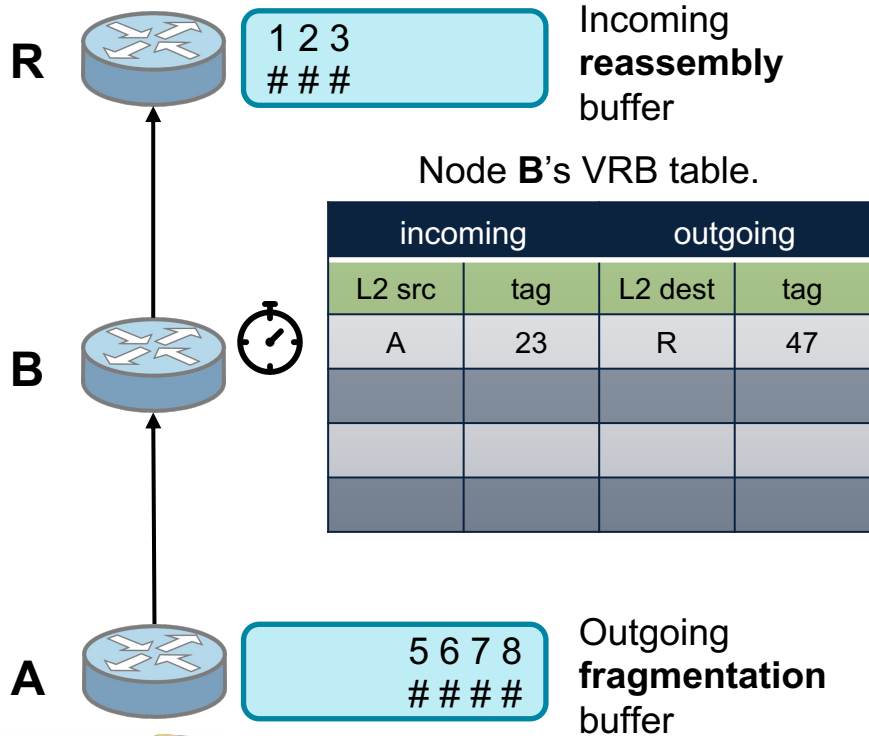 R
1 2 3
# # #
Incoming
reassembly
buffer
Node B's VRB table.
incoming outgoing
L2 src tag L2 dest tag
A 23 R 47
B
A
5 6 7 8
# # # #
Outgoing
fragmentation
buffer